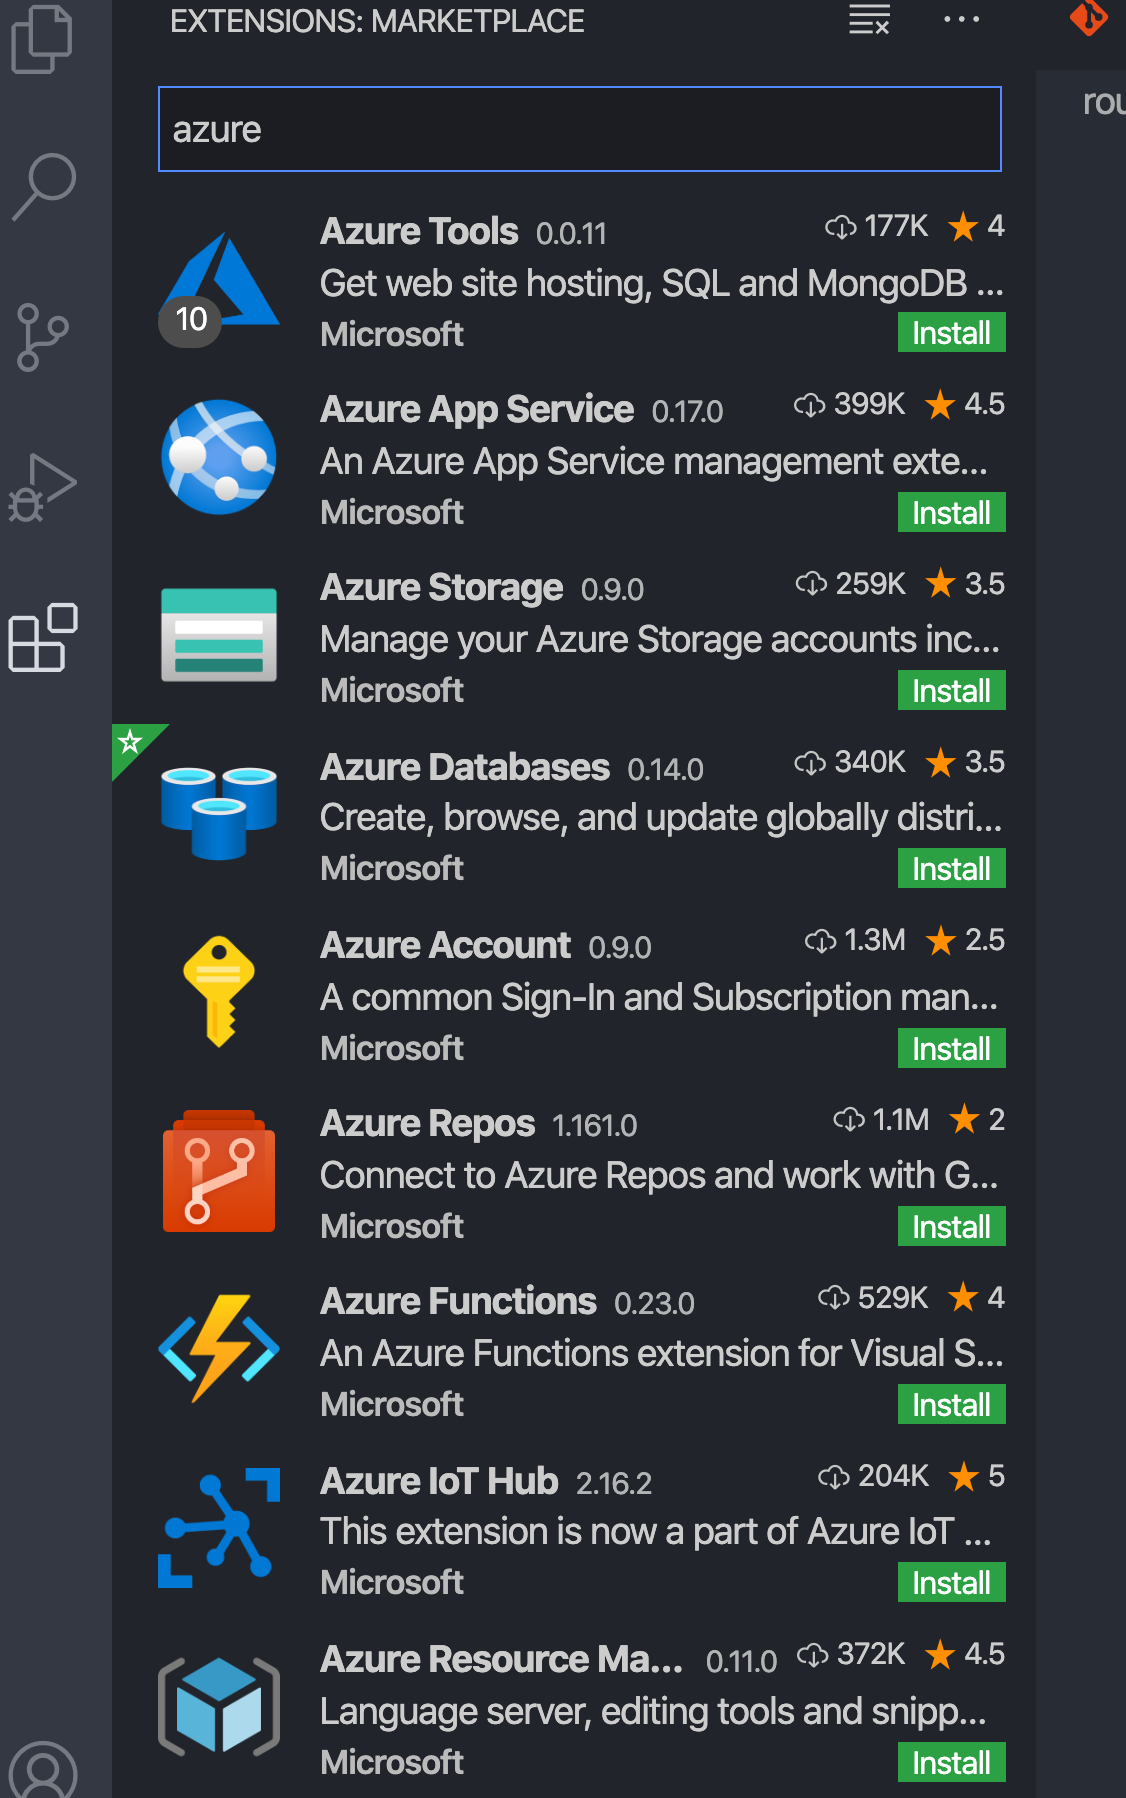 EXTENSIONS: MARKETPLACE
rou
azure
Azure Tools 0.0.11 177K 4
Get web site hosting, SQL and MongoDB ...
10
Microsoft Install
Azure App Service 0.17.0 399K 4.5
An Azure App Service management exte...
Microsoft Install
Azure Storage 0.9.0 259K 3.5
Manage your Azure Storage accounts inc...
Microsoft Install
Azure Databases 0.14.0 340K 3.5
Create, browse, and update globally distri...
Microsoft Install
Azure Account 0.9.0 1.3M 2.5
A common Sign-In and Subscription man...
Microsoft Install
Azure Repos 1.161.0 1.1M 2
Connect to Azure Repos and work with G...
Microsoft Install
Azure Functions 0.23.0 529K 4
An Azure Functions extension for Visual S...
Microsoft Install
Azure IoT Hub 2.16.2 204K 5
This extension is now a part of Azure IoT ...
Microsoft Install
Azure Resource Ma... 0.11.0 372K 4.5
Language server, editing tools and snipp...
Microsoft Install